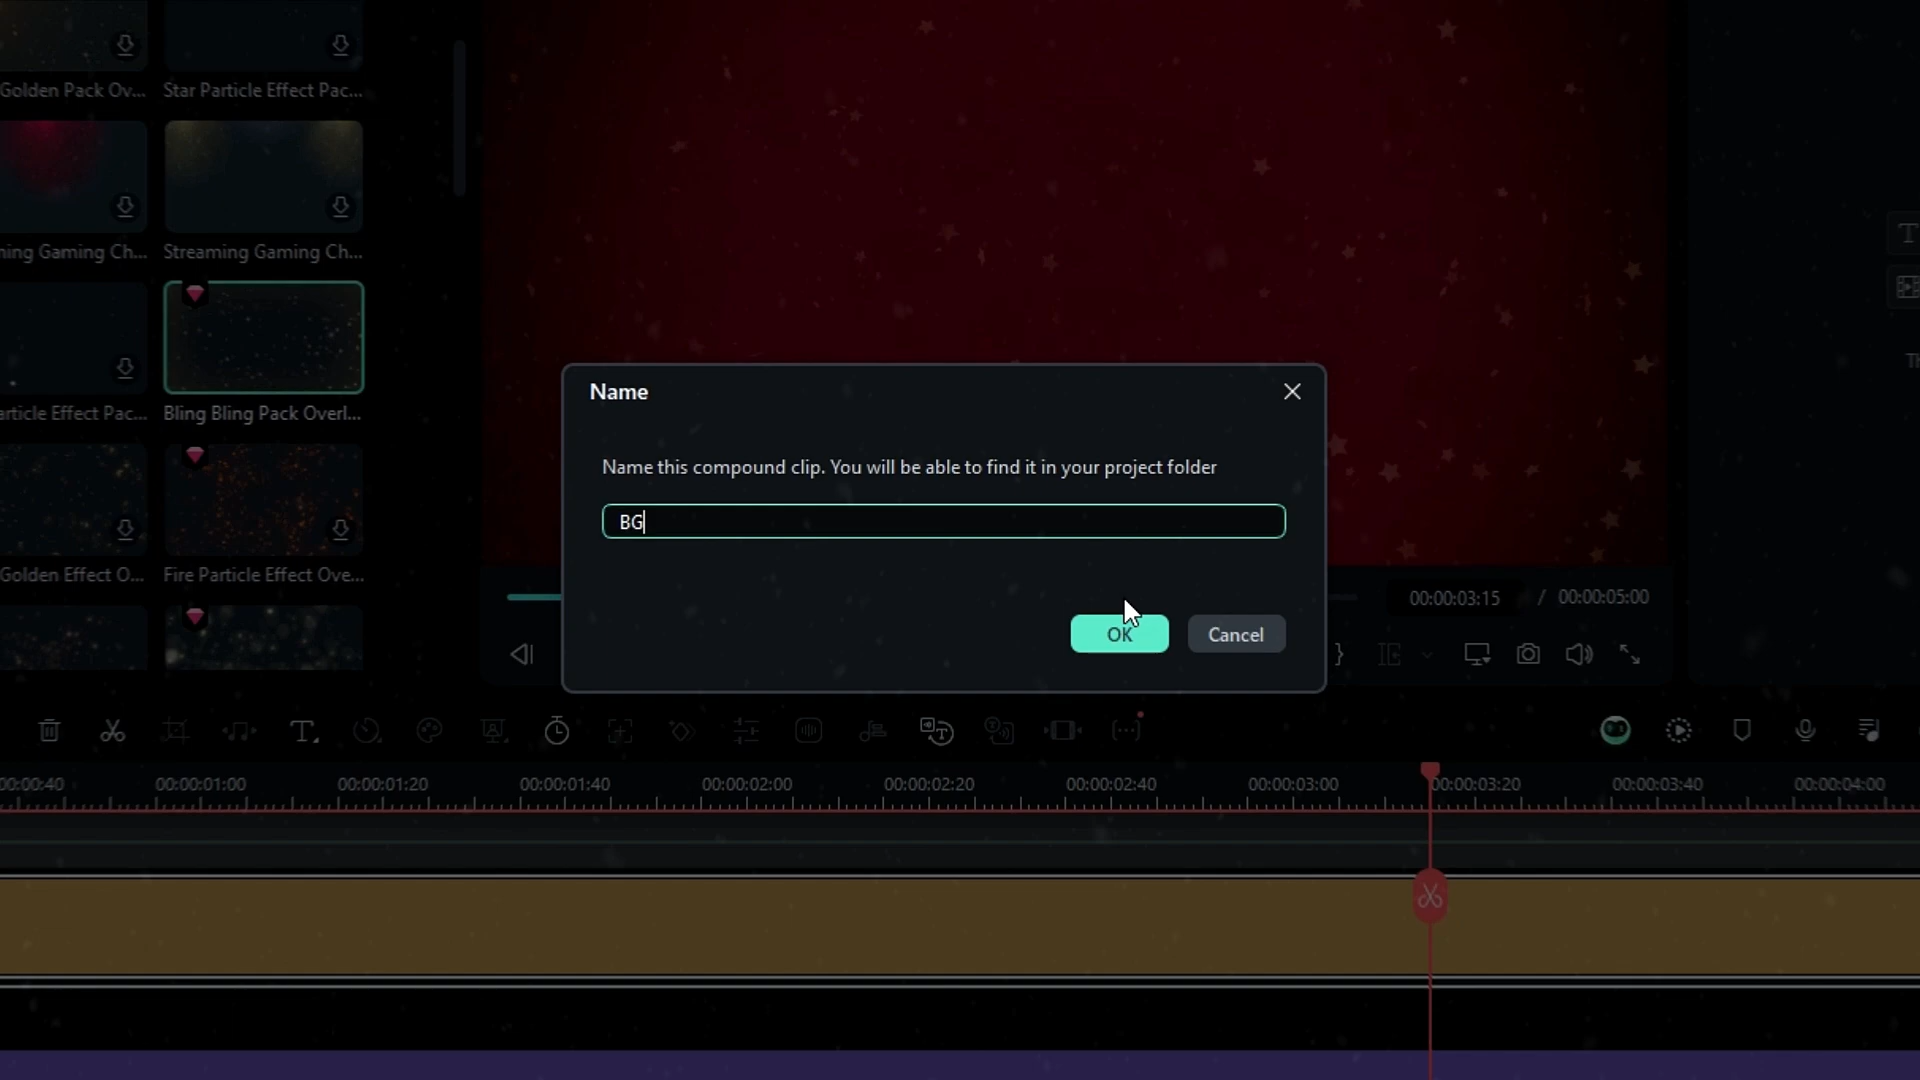 Golden Pack Ov...
Star Particle Effect Pac...
ning Gaming Ch...
Streaming Gaming Ch...
article Effect Pac...
Bling Bling Pack Overl...
Golden Effect O...
Fire Particle Effect Ove...
Name
Name this compound clip. You will be able to find it in your project folder
BG
OK
Cancel
00:00:03:15 / 00:00:05:00
00:00:40
00:00:01:00
00:00:01:20
00:00:01:40
00:00:02:00
00:00:02:20
00:00:02:40
00:00:03:00
00:00:03:20
00:00:03:40
00:00:04:00